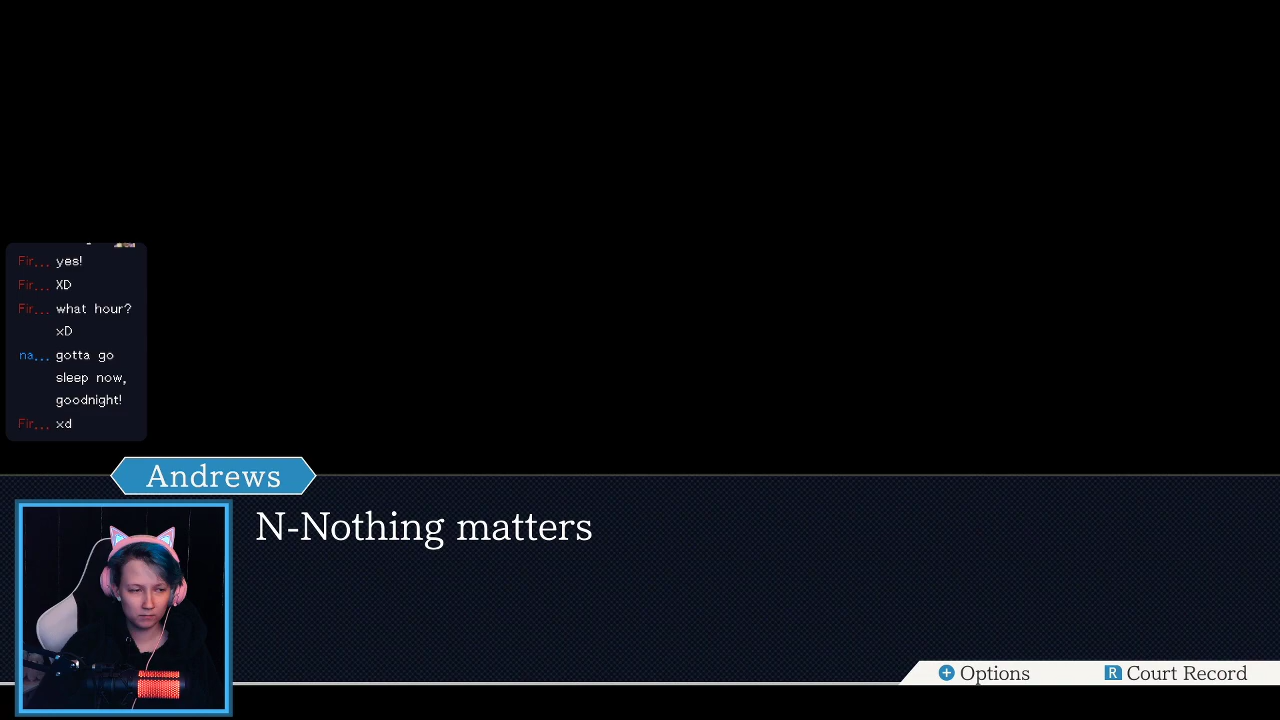 Fir... yes!
Fir... XD
Fir... what hour?
xD
na... gotta go
sleep now,
goodnight!
Fir... xd
Andrews
N-Nothing matters
+ Options
R Court Record